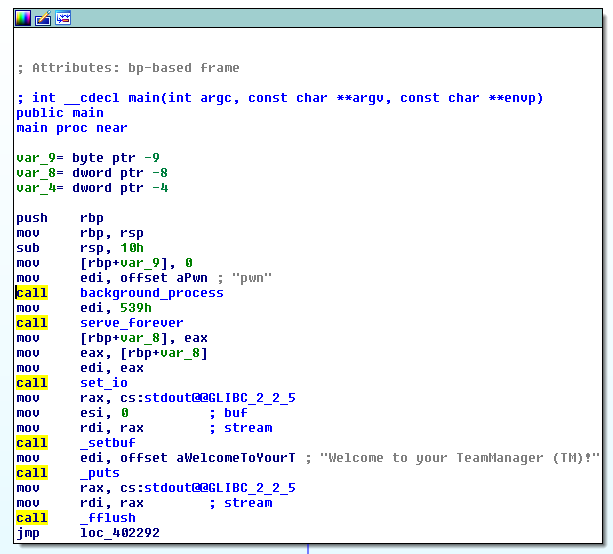 ; Attributes: bp-based frame
; int __cdecl main(int argc, const char **argv, const char **envp)
public main
main proc near
var_9= byte ptr -9
var_8= dword ptr -8
var_4= dword ptr -4
push rbp
mov rbp, rsp
sub rsp, 10h
mov [rbp+var_9], 0
mov edi, offset aPwn ; "pwn"
call background_process
mov edi, 539h
call serve_forever
mov [rbp+var_8], eax
mov eax, [rbp+var_8]
mov edi, eax
call set_io
mov rax, cs:stdout@@GLIBC_2_2_5
mov esi, 0 ; buf
mov rdi, rax ; stream
call _setbuf
mov edi, offset aWelcomeToYourT ; "Welcome to your TeamManager (TM)!"
call _puts
mov rax, cs:stdout@@GLIBC_2_2_5
mov rdi, rax ; stream
call _fflush
jmp loc_402292